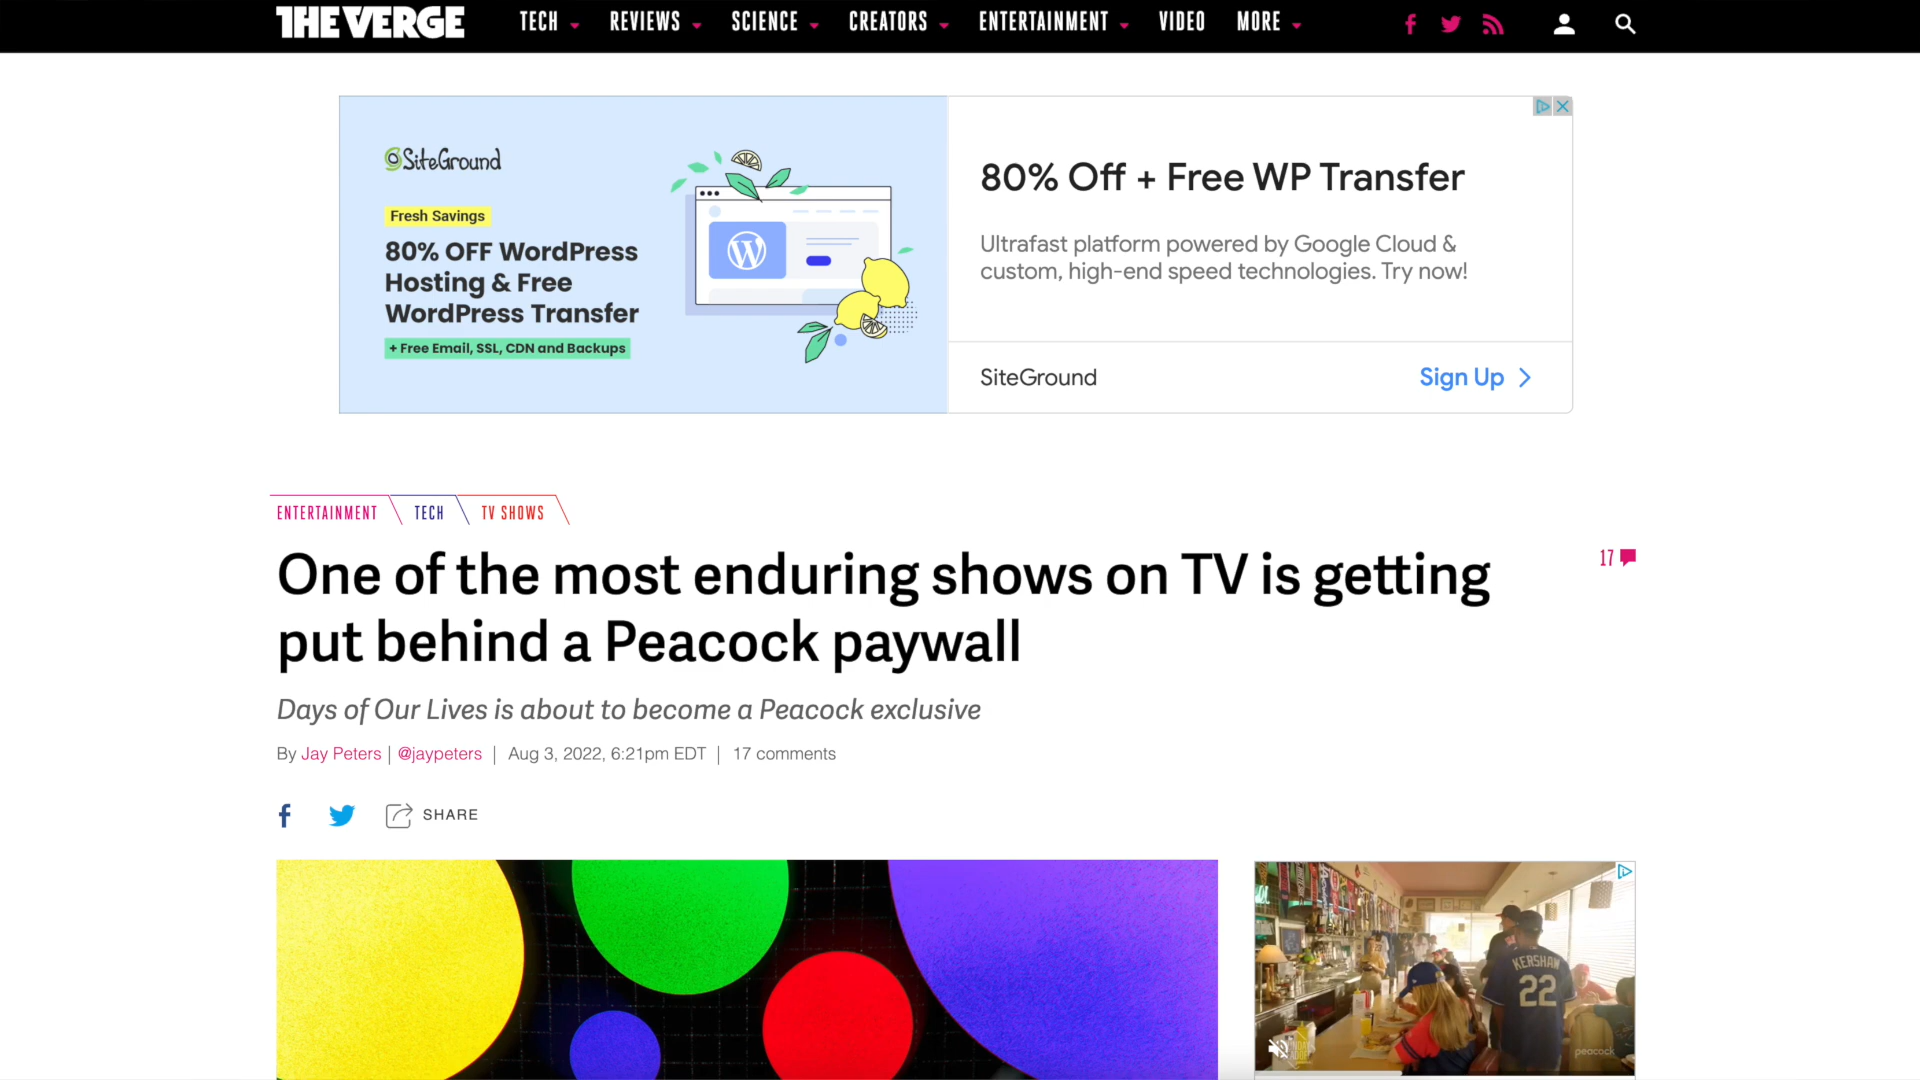 THE VERGE
TECH REVIEWS SCIENCE CREATORS ENTERTAINMENT VIDEO MORE
SiteGround
Fresh Savings
80% OFF WordPress
Hosting & Free
WordPress Transfer
+ Free Email, SSL, CDN and Backups
80% Off + Free WP Transfer
Ultrafast platform powered by Google Cloud &
custom, high-end speed technologies. Try now!
SiteGround
Sign Up
ENTERTAINMENT TECH TV SHOWS
One of the most enduring shows on TV is getting
put behind a Peacock paywall
17
Days of Our Lives is about to become a Peacock exclusive
By Jay Peters | @jaypeters | Aug 3, 2022, 6:21pm EDT | 17 comments
SHARE
KERSHAW
22
peacock